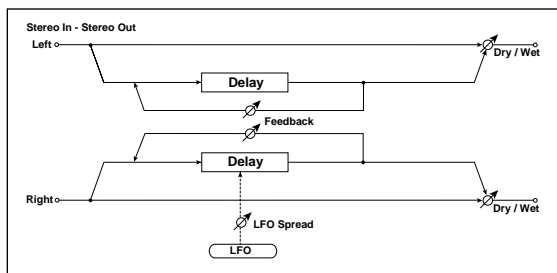 Stereo In - Stereo Out
Left
Dry / Wet
Delay
Feedback
Delay
Right
Dry / Wet
LFO Spread
LFO